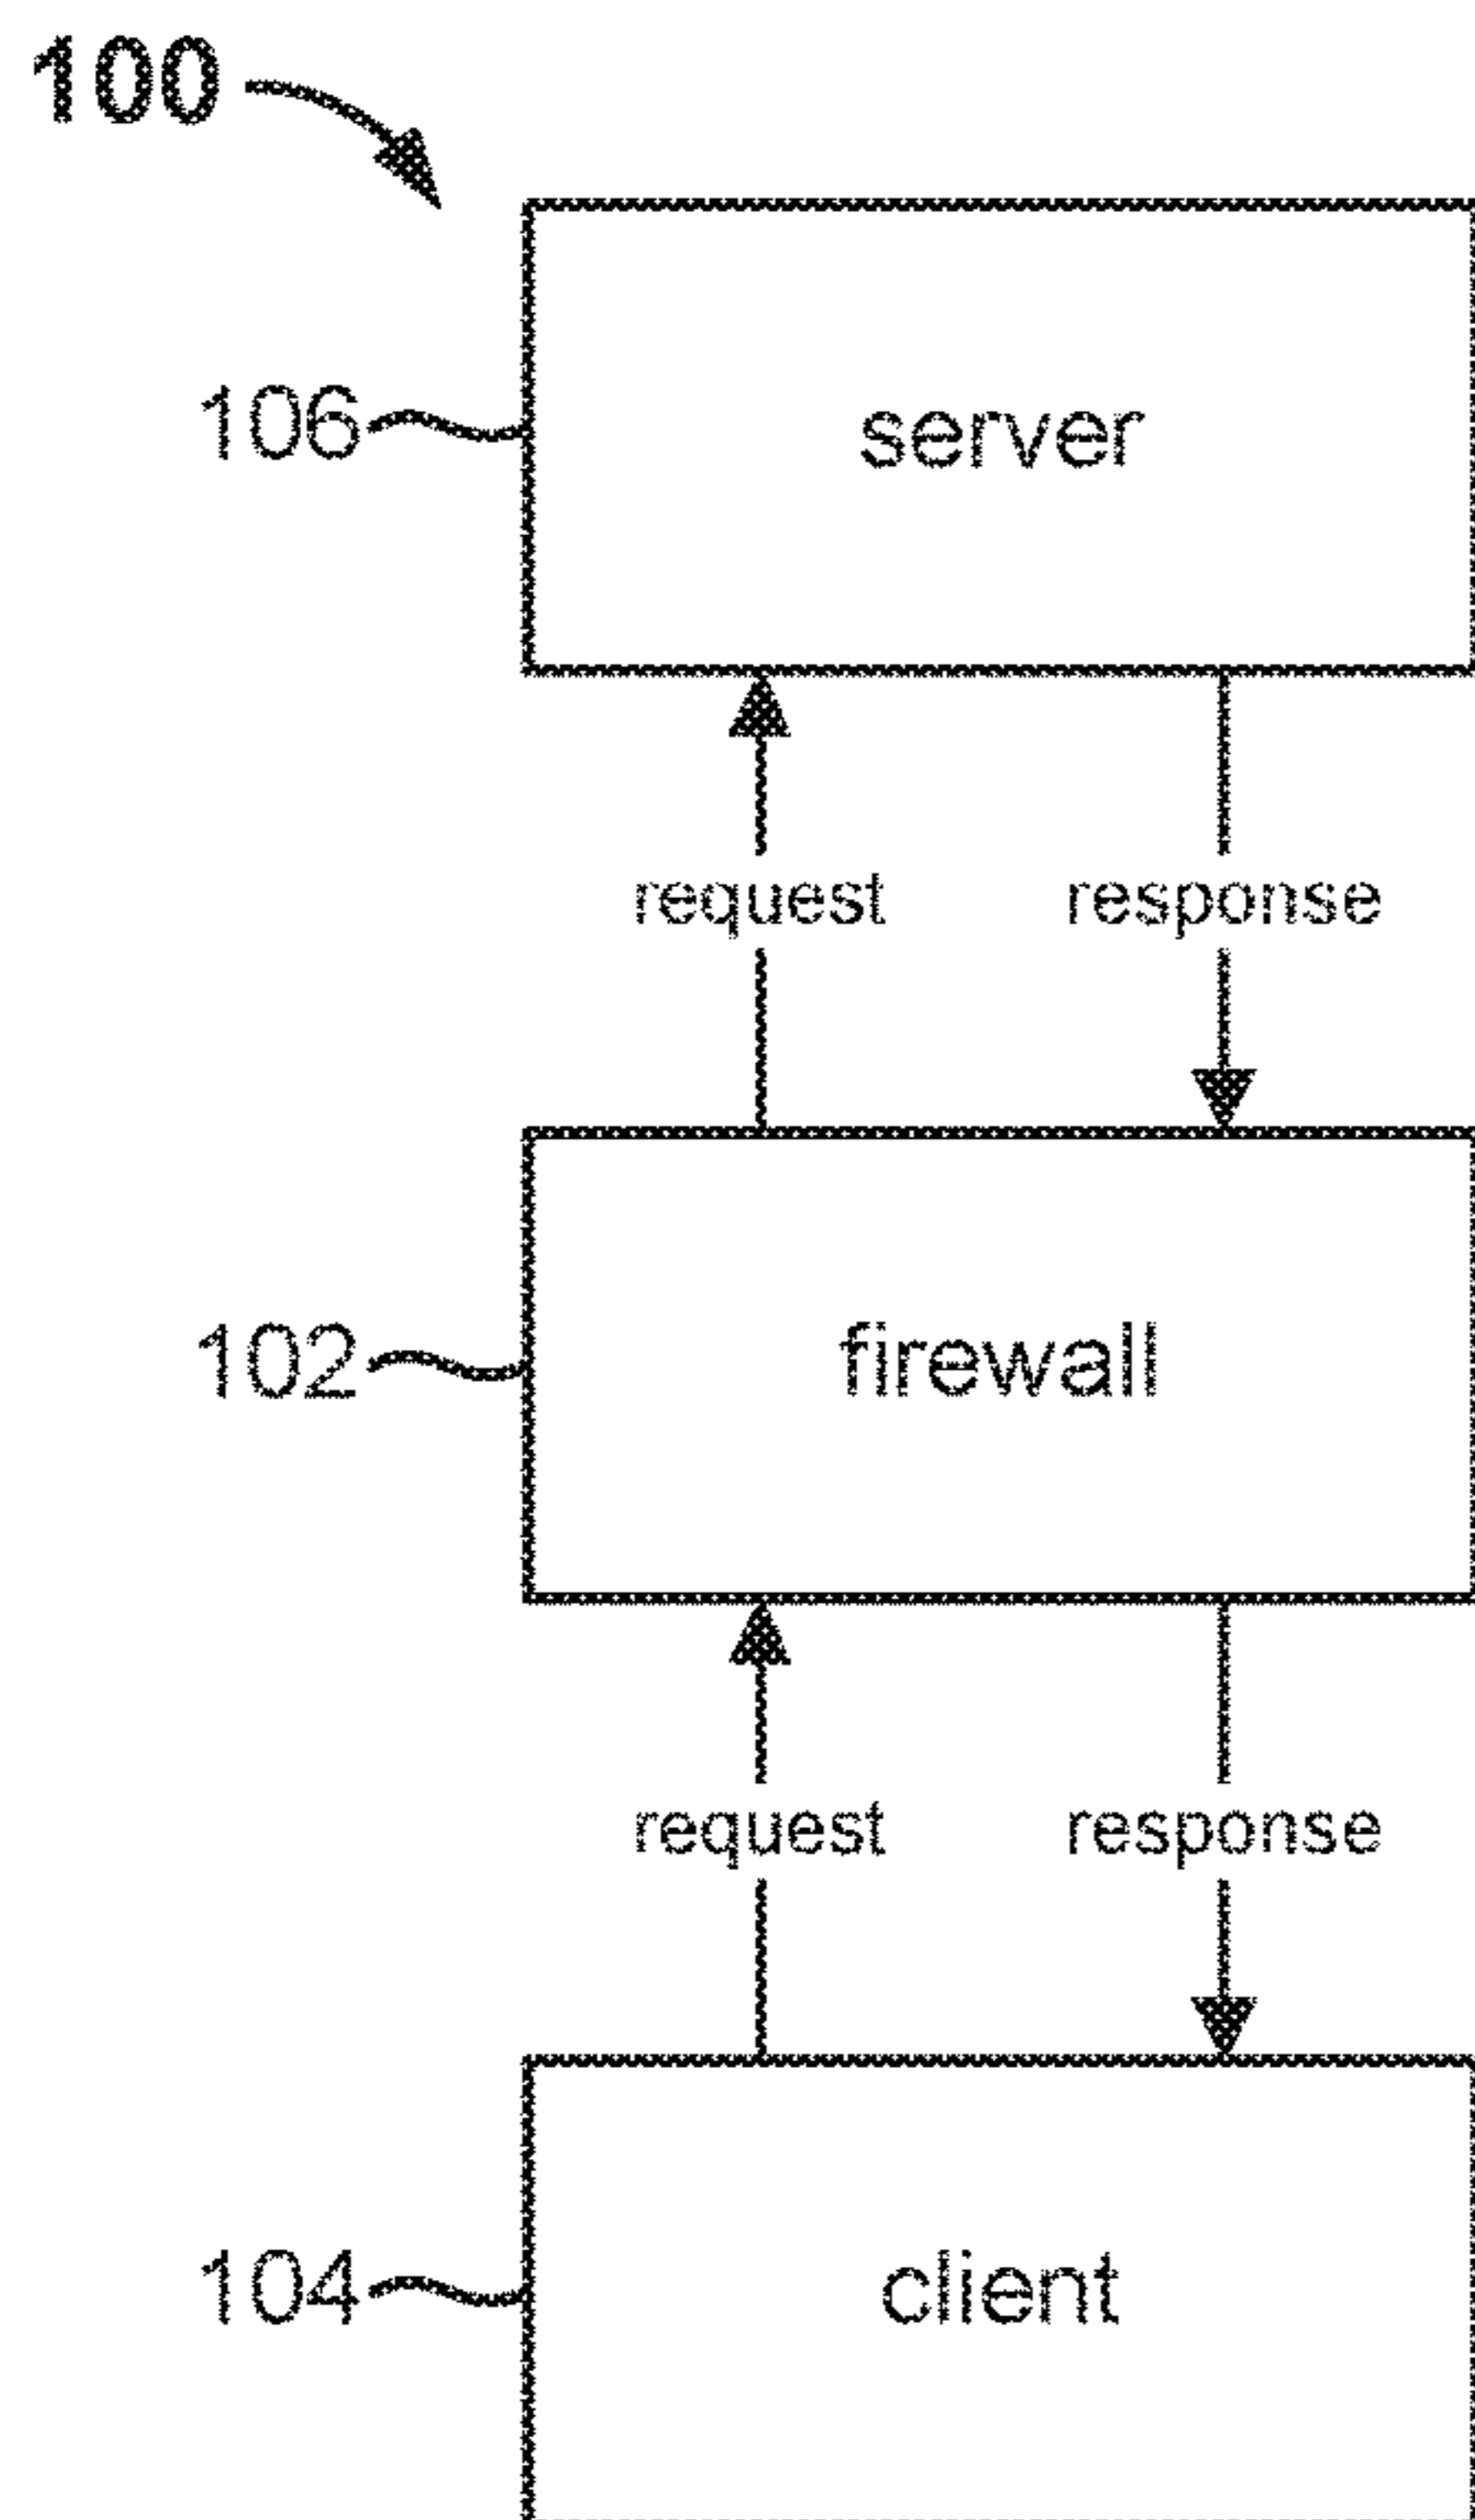 100
106 server
request response
102 firewall
request response
104 client